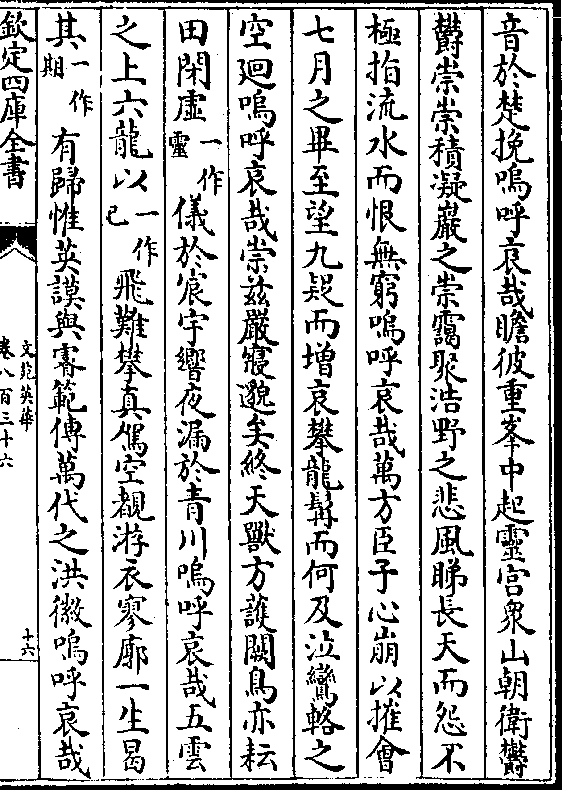 音於楚挽嗚呼哀哉瞻彼重峯中起靈宮衆山朝衛鬱
鬱崇崇積凝巖之崇靄聚浩野之悲風睇長天而怨不
極指流水而恨無窮嗚呼哀哉萬方臣子心崩以摧會
七月之畢至望九疑而增哀攀龍髯而何及泣鸞輅之
空迴嗚呼哀哉崇兹嚴寢邈矣終天獸方護闕鳥亦耘
田閑虚一作靈儀於宸宇響夜漏於青川嗚呼哀哉五雲
之上六龍以一作已飛難攀真馭空覩游衣寥廓一生曷
其一作期有歸惟英謨與睿範傳萬代之洪徽嗚呼哀哉
欽定四庫全書
文苑英華
卷八百三十六
十六